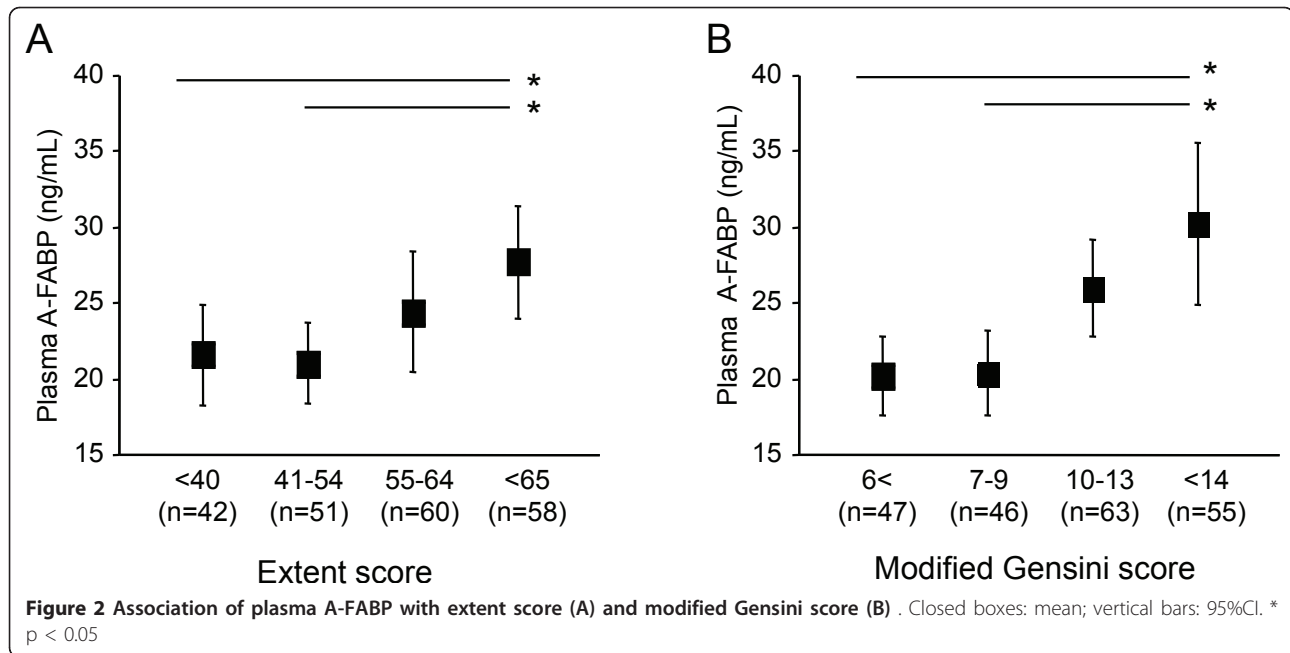 A
Plasma A-FABP (ng/mL)
40
35
30
25
20
15
*
*
<40 41-54 55-64 <65
(n=42) (n=51) (n=60) (n=58)
Extent score
B
Plasma A-FABP (ng/mL)
40
35
30
25
20
15
*
*
6< 7-9 10-13 <14
(n=47) (n=46) (n=63) (n=55)
Modified Gensini score
Figure 2 Association of plasma A-FABP with extent score (A) and modified Gensini score (B) . Closed boxes: mean; vertical bars: 95%CI. *
p < 0.05